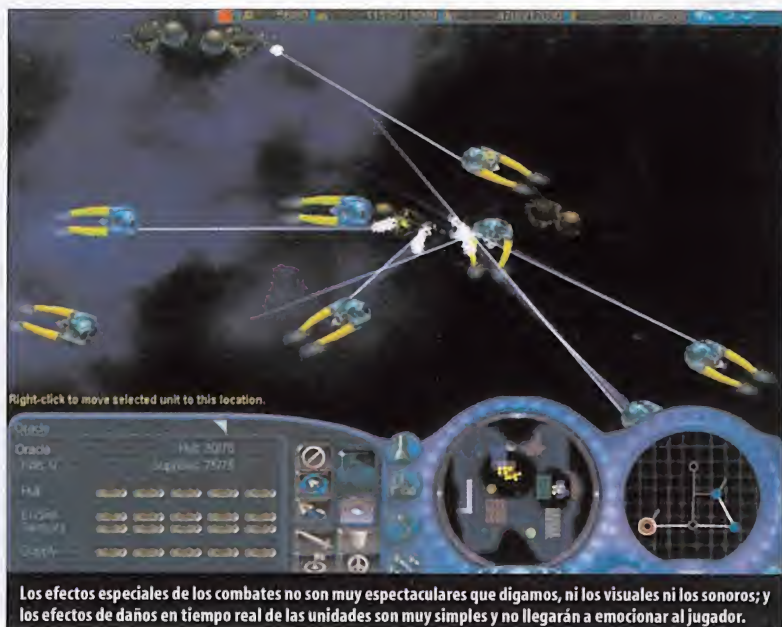 Right-click to move selected unit to this location.
Oracle
Oracle
Hull:
Supplies: 75/75
Hull
Supply
Los efectos especiales de los combates no son muy espectaculares que digamos, ni los visuales ni los sonoros; y
los efectos de daños en tiempo real de las unidades son muy simples y no llegarán a emocionar al jugador.